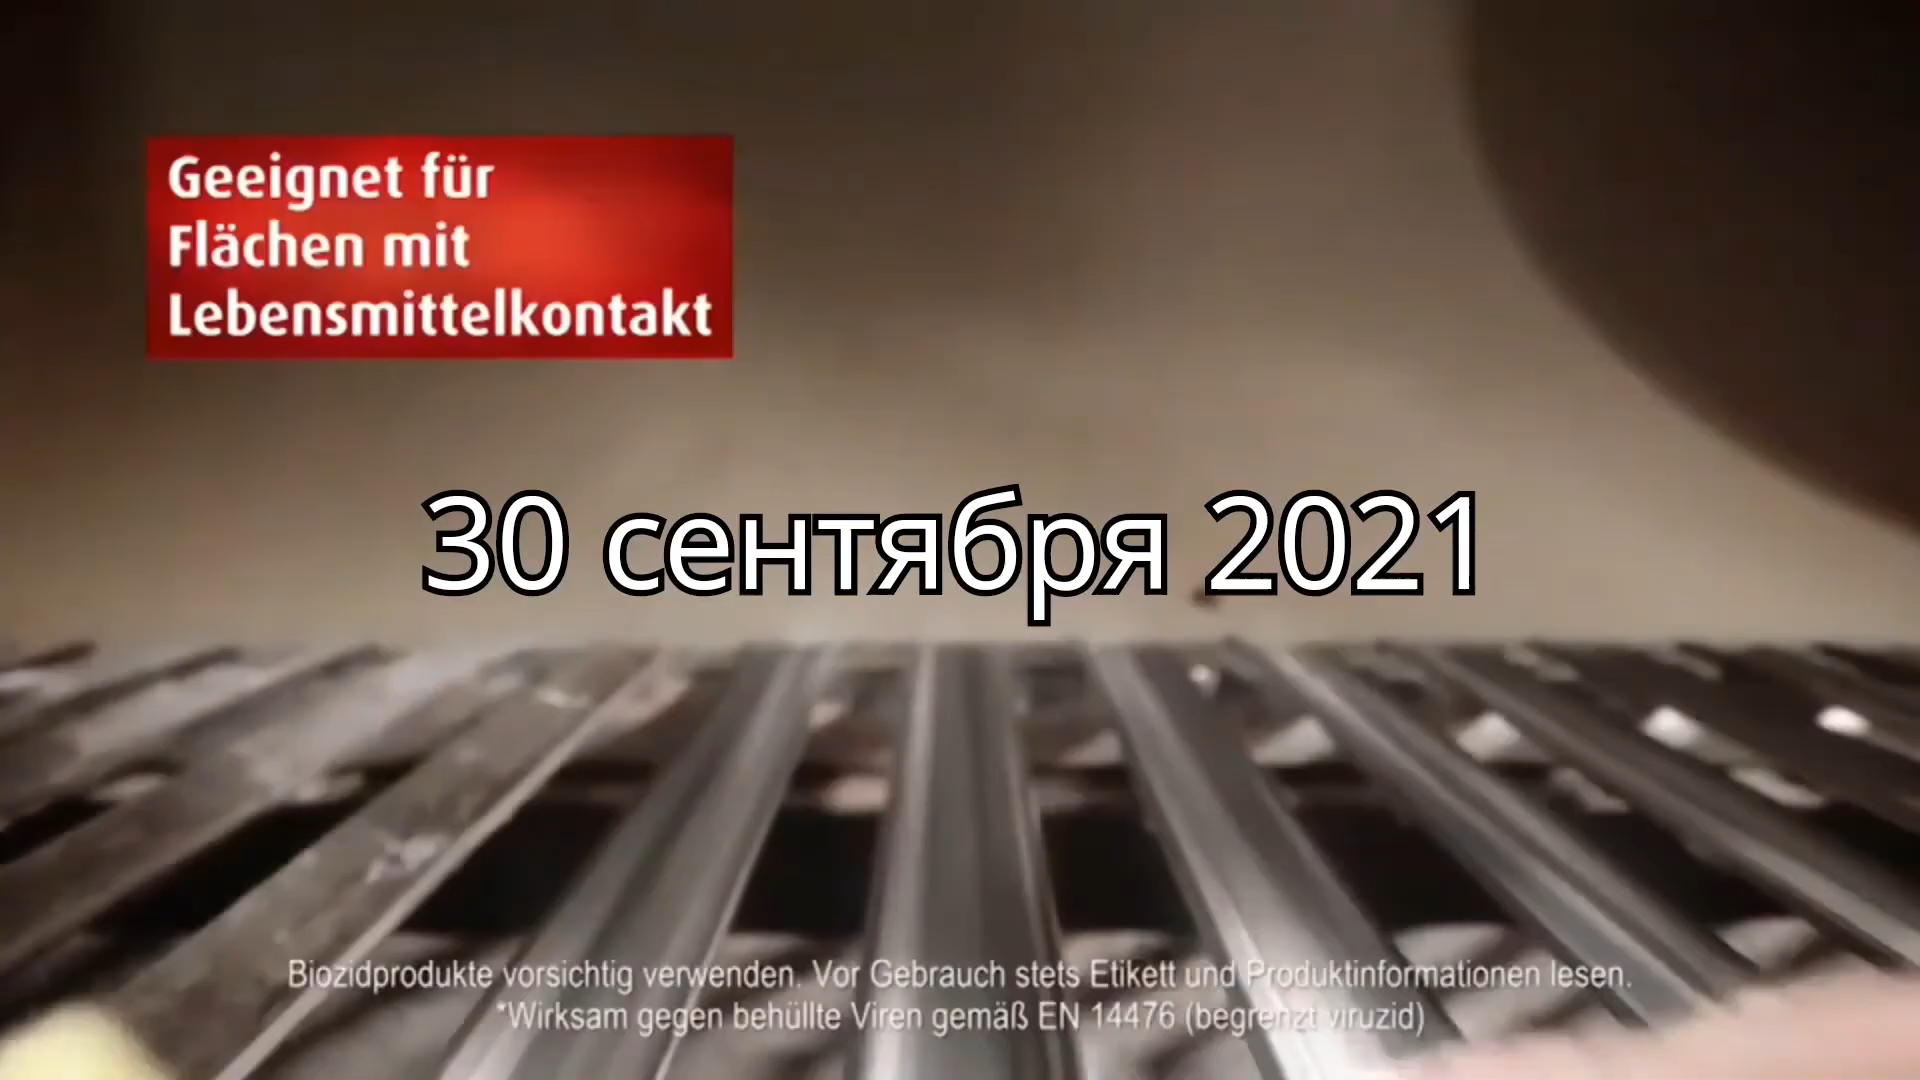 Geeignet für
Flächen mit
Lebensmittelkontakt
30 сентября 2021
Biozidprodukte vorsichtig verwenden. Vor Gebrauch stets Etikett und Produktinformationen lesen.
*Wirksam gegen behüllte Viren gemäß EN 14476 (begrenzt viruzid)